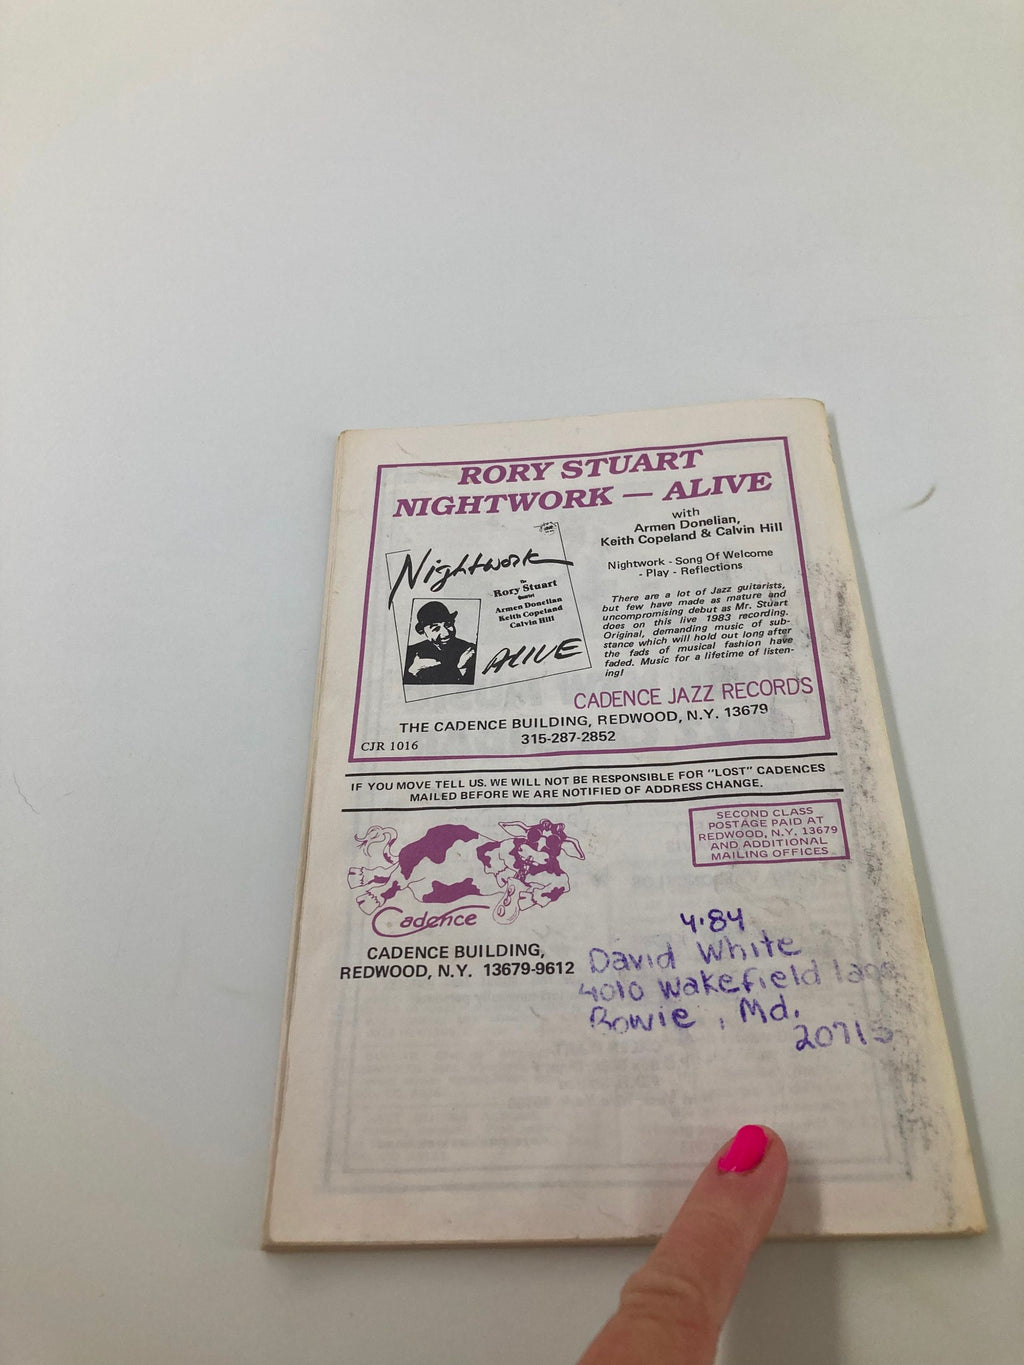 RORY STUART
NIGHTWORK — ALIVE
with
Armen Donelian,
Keith Copeland & Calvin Hill
Nightwork - Song Of Welcome
- Play - Reflections
Nightwork
The
Rory Stuart
Quartet
Armen Donelian
Keith Copeland
Calvin Hill
ALIVE
There are a lot of Jazz guitarists,
but few have made as mature and
uncompromising debut as Mr. Stuart
does on this live 1983 recording.
Original, demanding music of sub-
stance which will hold out long after
the fads of musical fashion have
faded. Music for a lifetime of listen-
ing!
CADENCE JAZZ RECORDS
THE CADENCE BUILDING, REDWOOD, N.Y. 13679
315-287-2852
CJR 1016
IF YOU MOVE TELL US. WE WILL NOT BE RESPONSIBLE FOR "LOST" CADENCES
MAILED BEFORE WE ARE NOTIFIED OF ADDRESS CHANGE.
SECOND CLASS
POSTAGE PAID AT
REDWOOD, N.Y. 13679
AND ADDITIONAL
MAILING OFFICES
Cadence
CADENCE BUILDING,
REDWOOD, N.Y. 13679-9612
4.84
David White
4010 Wakefield lane
Bowie, Md.
20715